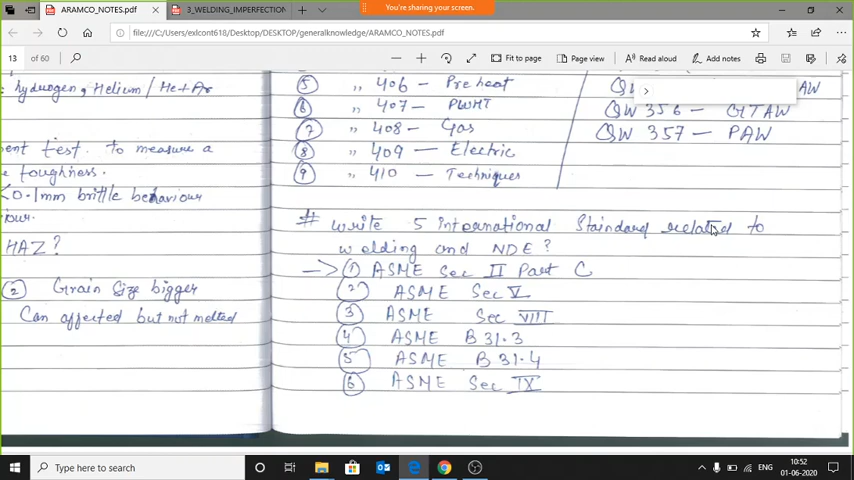 ARAMCO_NOTES.pdf
3_WELDING_IMPERFECTION
You're sharing your screen.
file:///C:/Users/exlcont618/Desktop/DESKTOP/generalknowledge/ARAMCO_NOTES.pdf
13 of 60
Fit to page
Page view
Read aloud
Add notes
hydrogen, Helium / He+Ar
ent test. to measure a
toughness.
<0.1mm brittle behaviour
our.
HAZ?
2 Grain Size bigger
Can affected but not melted
5 " 406 - Preheat
6 " 407 - PWHT
7 " 408 - Gas
8 " 409 - Electric
9 " 410 - Techniques
AW
QW 356 - GTAW
QW 357 - PAW
# Write 5 international Standard related to
welding and NDE?
→ 1 ASME Sec II Part C
2 ASME Sec V
3 ASME Sec VIII
4 ASME B 31.3
5 ASME B 31.4
6 ASME Sec IX
Type here to search
ENG
10:52
01-06-2020